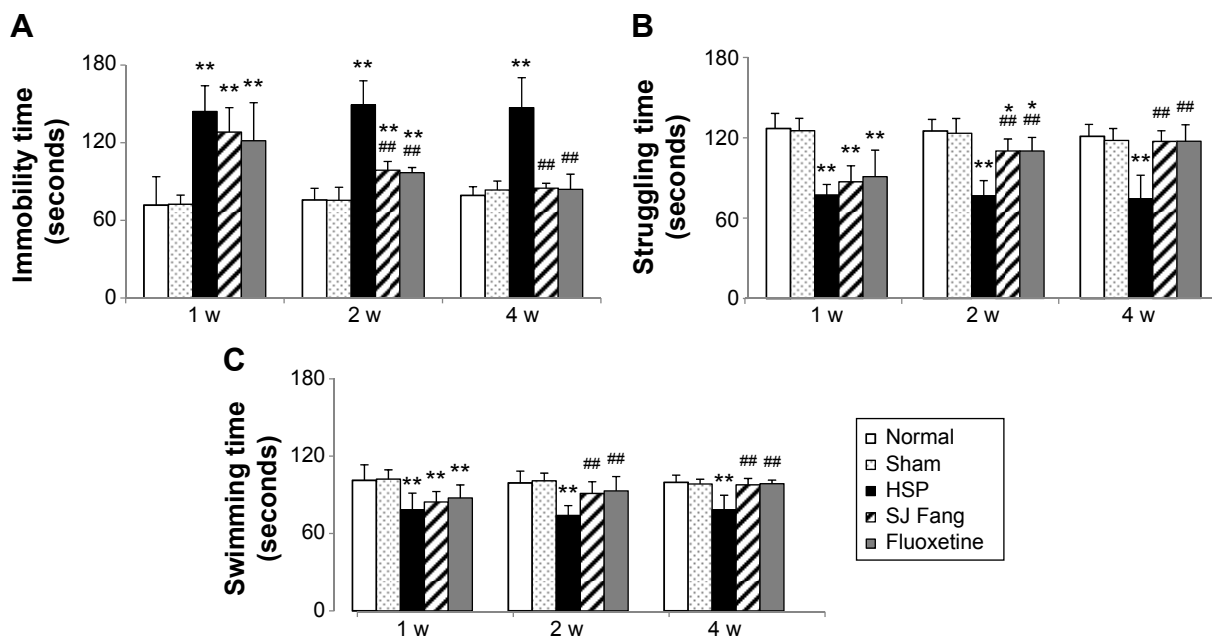 A
Immobility time
(seconds)
180
120
60
0
** ** **
** ** **
## ##
** ## ##
1 w 2 w 4 w
B
Struggling time
(seconds)
180
120
60
0
** ** **
* *
** ## ##
** ## ##
1 w 2 w 4 w
C
Swimming time
(seconds)
180
120
60
0
** ** **
** ## ##
** ## ##
1 w 2 w 4 w
Normal
Sham
HSP
SJ Fang
Fluoxetine